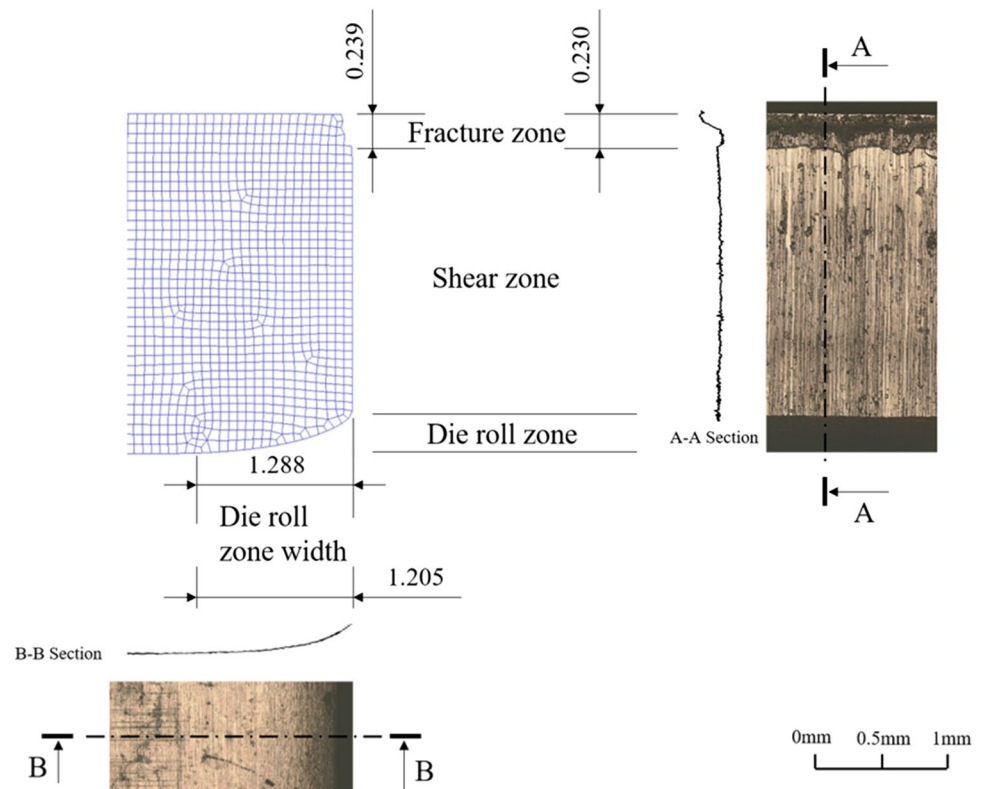 0.239
0.230
A
Fracture zone
Shear zone
Die roll zone
A-A Section
1.288
A
Die roll
zone width
1.205
B-B Section
0mm 0.5mm 1mm
B
B